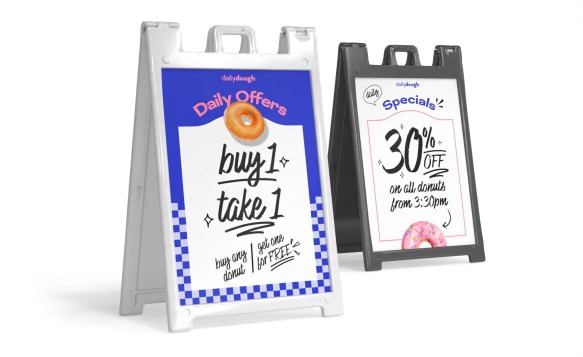 dailydough
Daily Offers
buy 1
take 1
buy any
donut
get one
for FREE
dailydough
daily
Specials
30%
OFF
on all donuts
from 3:30pm